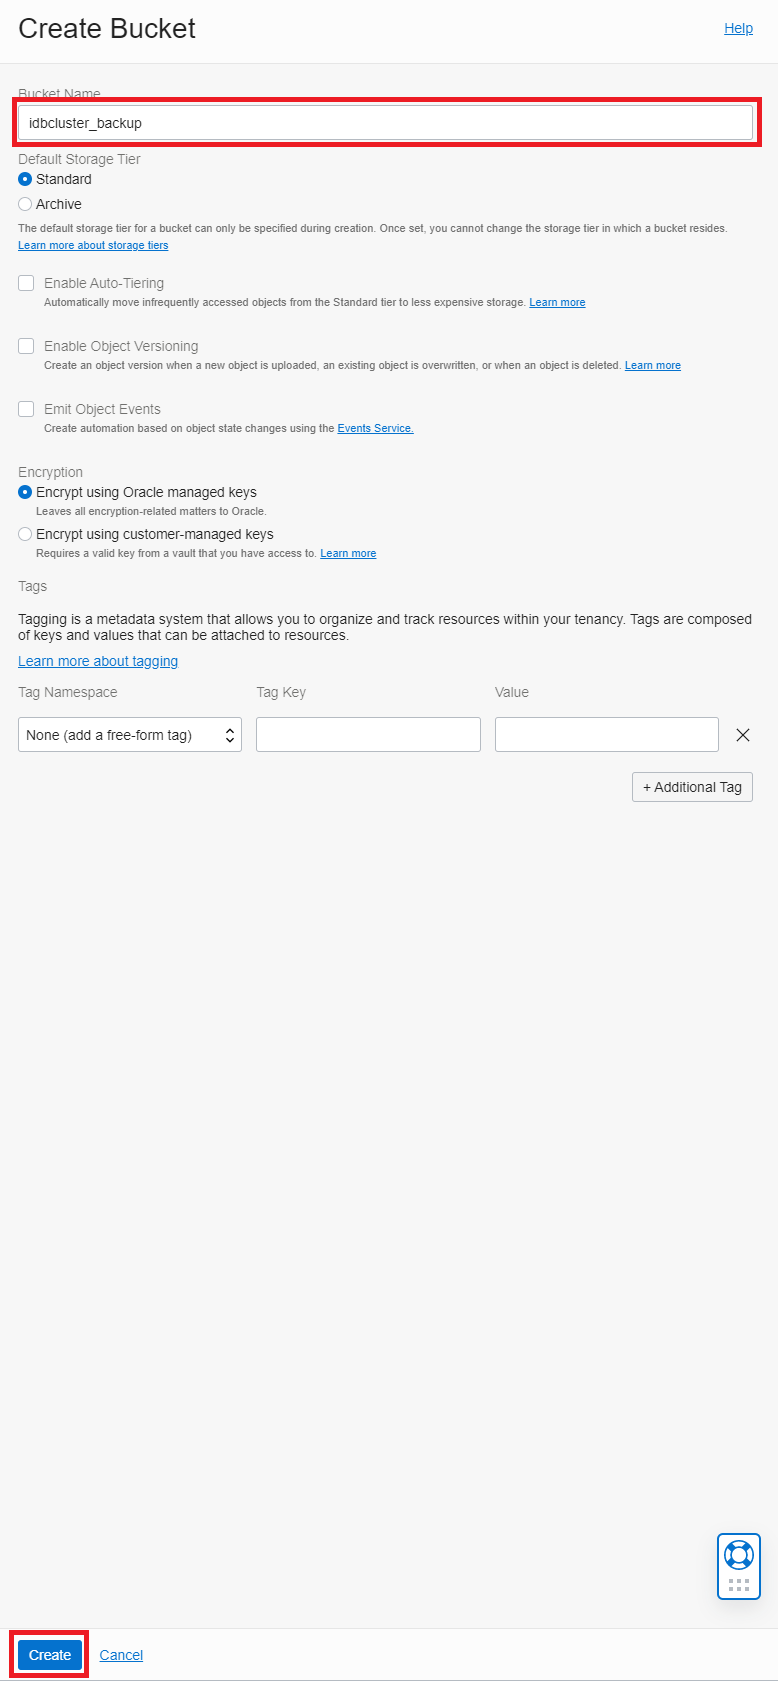 Create Bucket
Help
Bucket Name
idbcluster_backup
Default Storage Tier
Standard
Archive
The default storage tier for a bucket can only be specified during creation. Once set, you cannot change the storage tier in which a bucket resides.
Learn more about storage tiers
Enable Auto-Tiering
Automatically move infrequently accessed objects from the Standard tier to less expensive storage. Learn more
Enable Object Versioning
Create an object version when a new object is uploaded, an existing object is overwritten, or when an object is deleted. Learn more
Emit Object Events
Create automation based on object state changes using the Events Service.
Encryption
Encrypt using Oracle managed keys
Leaves all encryption-related matters to Oracle.
Encrypt using customer-managed keys
Requires a valid key from a vault that you have access to. Learn more
Tags
Tagging is a metadata system that allows you to organize and track resources within your tenancy. Tags are composed
of keys and values that can be attached to resources.
Learn more about tagging
Tag Namespace Tag Key Value
None (add a free-form tag)
+ Additional Tag
Create Cancel